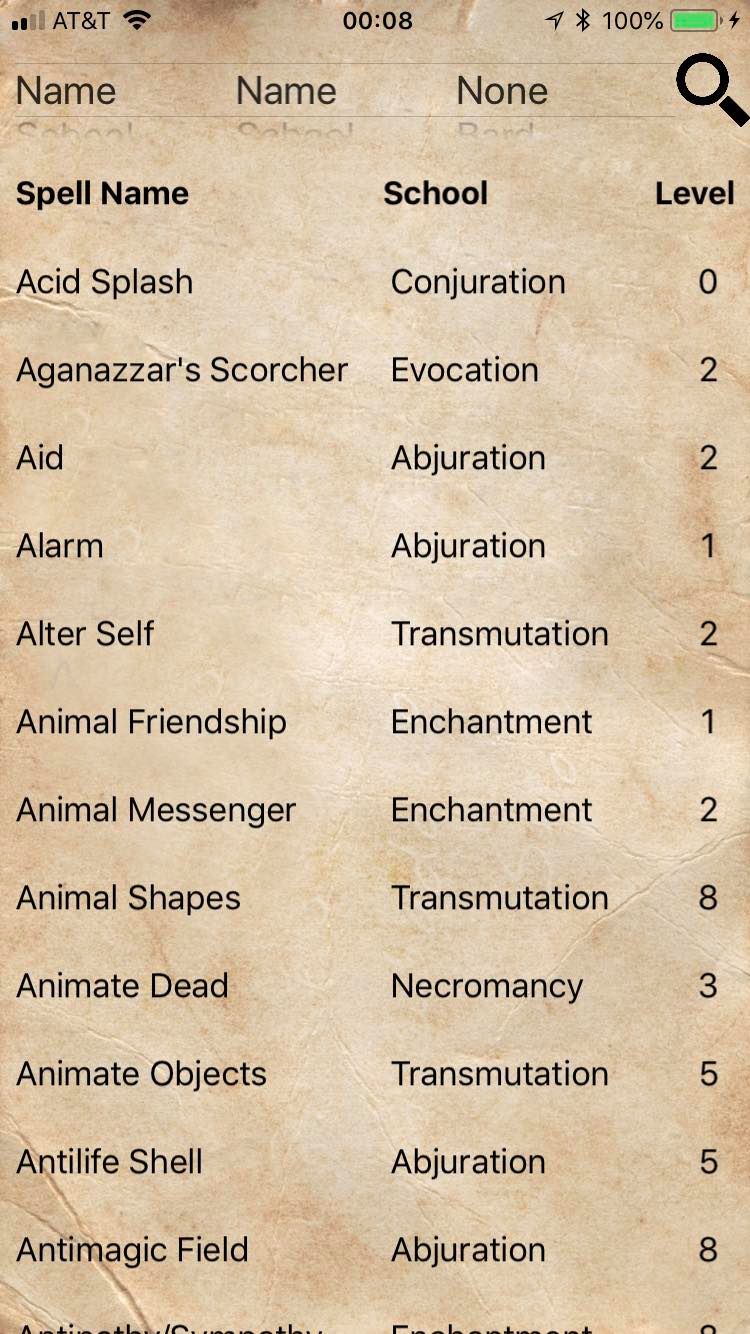 AT&T 00:08 100%
Name Name None
School School Bard
Spell Name School Level
Acid Splash Conjuration 0
Aganazzar's Scorcher Evocation 2
Aid Abjuration 2
Alarm Abjuration 1
Alter Self Transmutation 2
Animal Friendship Enchantment 1
Animal Messenger Enchantment 2
Animal Shapes Transmutation 8
Animate Dead Necromancy 3
Animate Objects Transmutation 5
Antilife Shell Abjuration 5
Antimagic Field Abjuration 8
Antipathy/Sympathy Enchantment 8